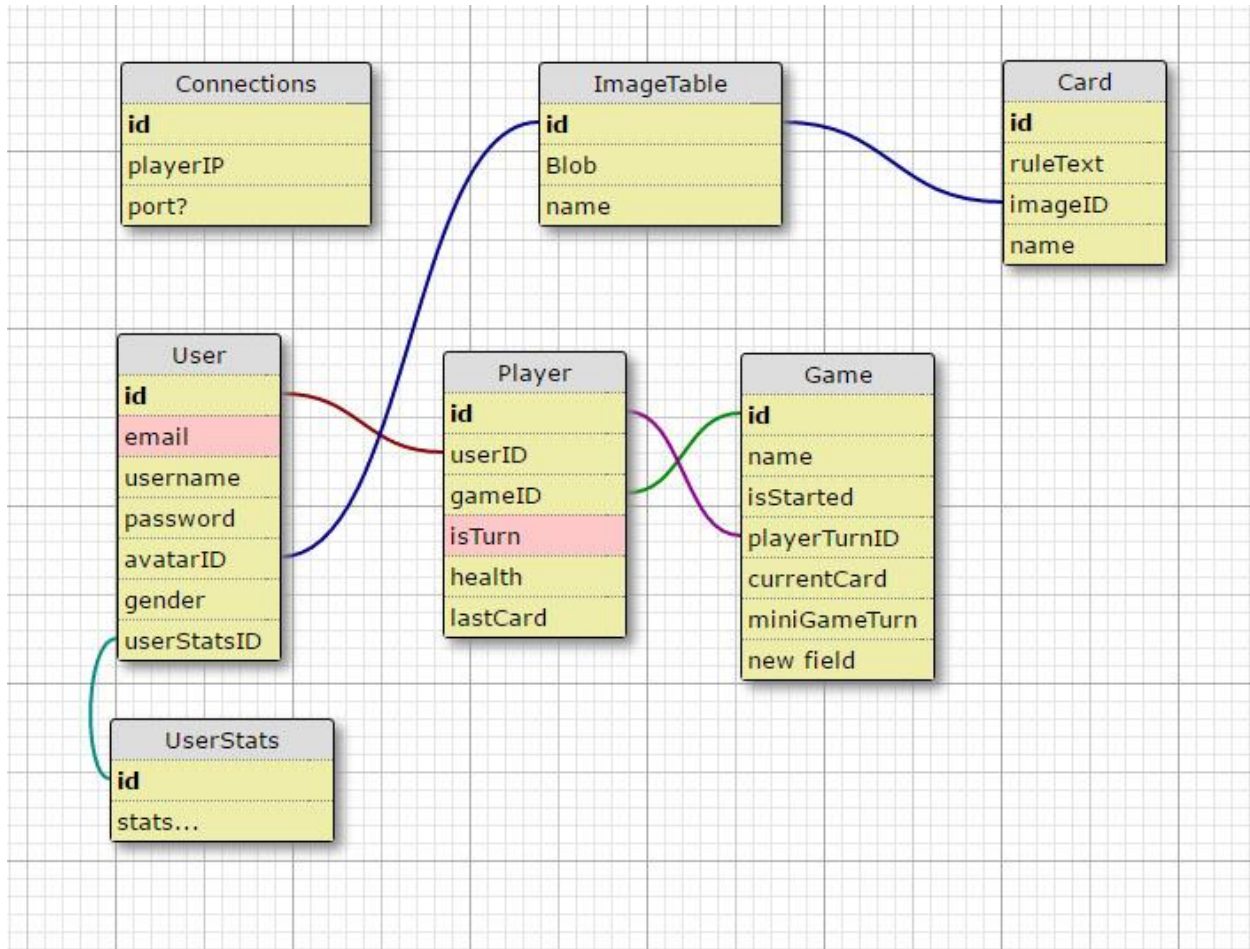 Connections
id
playerIP
port?
ImageTable
id
Blob
name
Card
id
ruleText
imageID
name
User
id
email
username
password
avatarID
gender
userStatsID
Player
id
userID
gameID
isTurn
health
lastCard
Game
id
name
isStarted
playerTurnID
currentCard
miniGameTurn
new field
UserStats
id
stats...